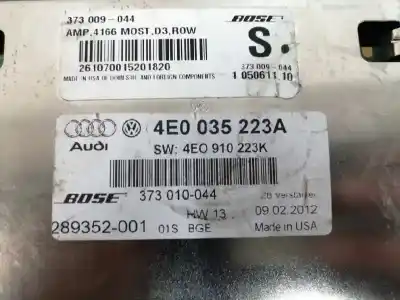 373 009-044
BOSE
AMP,4166 MOST,D3,ROW
S.
261070015201820
373 009-044
MADE IN USA OF DOMESTIC AND FOREIGN COMPONENTS
1 050611 10
4E0 035 223A
Audi
SW: 4E0 910 223K
BOSE
373 010-044
ZB Verstärker
HW 13
09.02.2012
289352-001
01S BGE
Made in USA